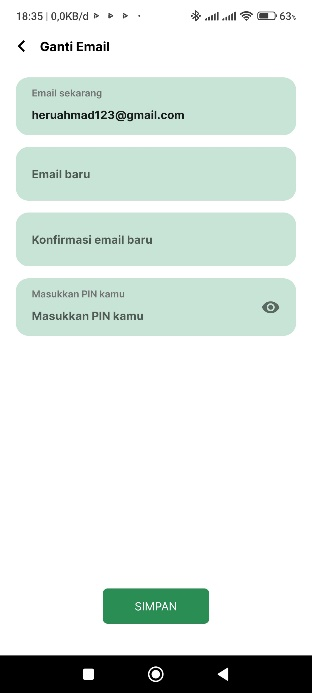 18:35 | 0,0KB/d
63%
Ganti Email
Email sekarang
heruahmad123@gmail.com
Email baru
Konfirmasi email baru
Masukkan PIN kamu
Masukkan PIN kamu
SIMPAN